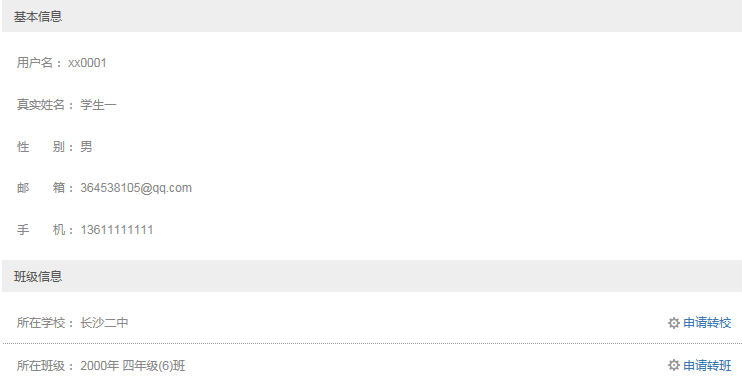 基本信息
用户名： xx0001
真实姓名： 学生一
性 别： 男
邮 箱： 364538105@qq.com
手 机： 13611111111
班级信息
所在学校： 长沙二中 申请转校
所在班级： 2000年 四年级(6)班 申请转班